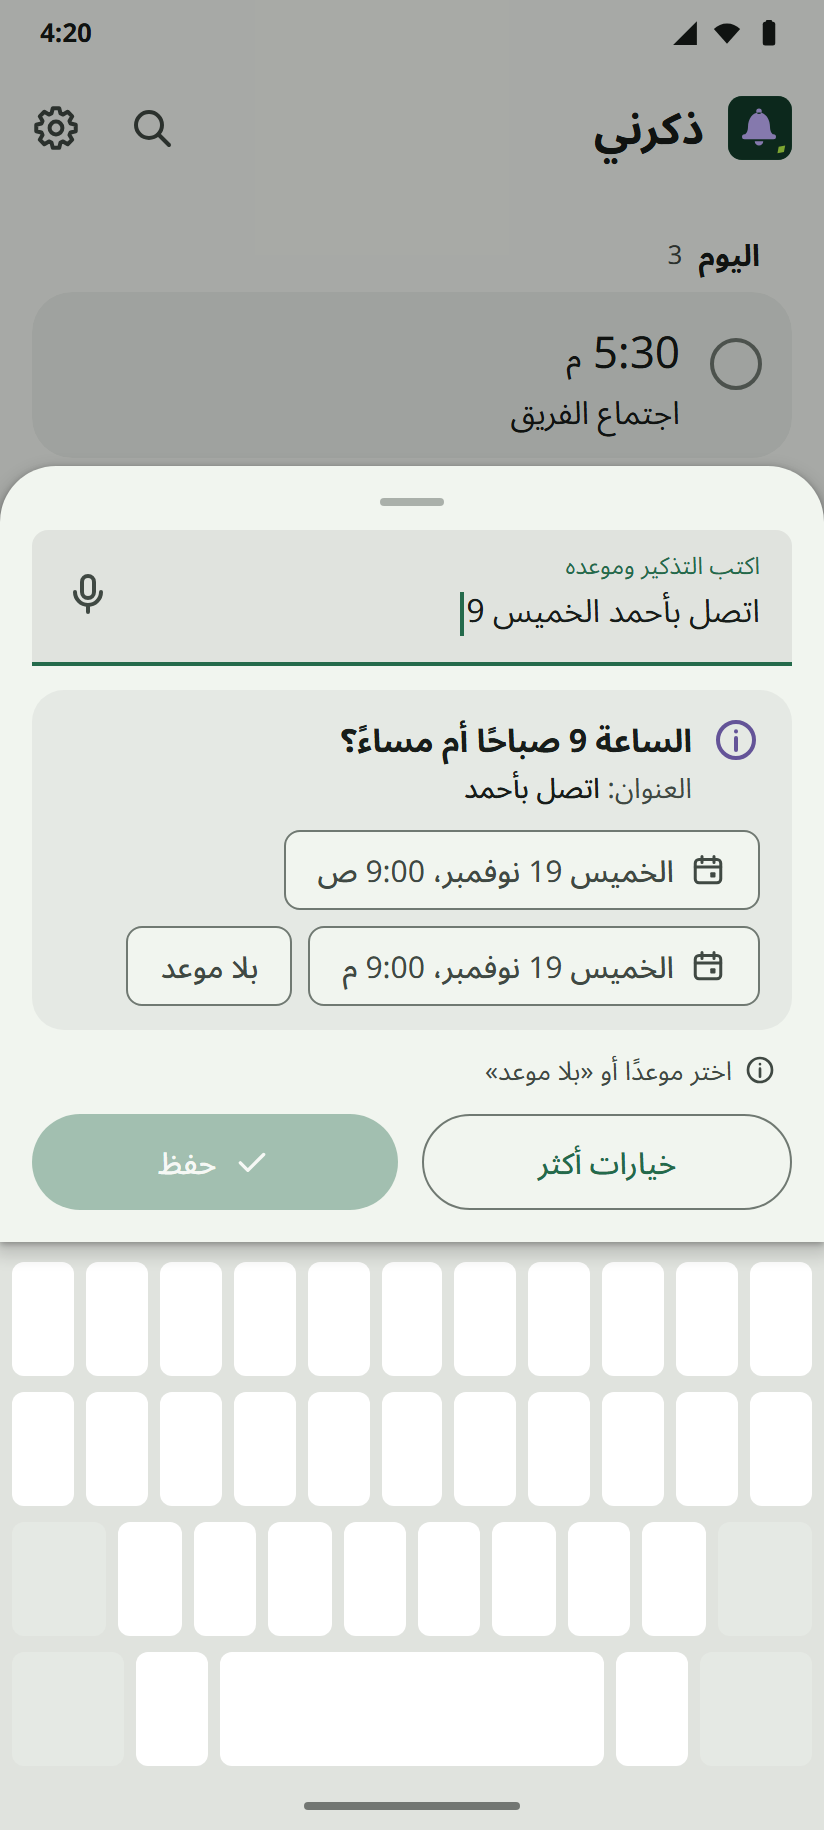 4:20
ذكرني
اليوم 3
5:30 م
اجتماع الفريق
اكتب التذكير وموعده
اتصل بأحمد الخميس 9
الساعة 9 صباحًا أم مساءً؟
العنوان: اتصل بأحمد
الخميس 19 نوفمبر، 9:00 ص
الخميس 19 نوفمبر، 9:00 م
بلا موعد
اختر موعدًا أو «بلا موعد»
خيارات أكثر
حفظ